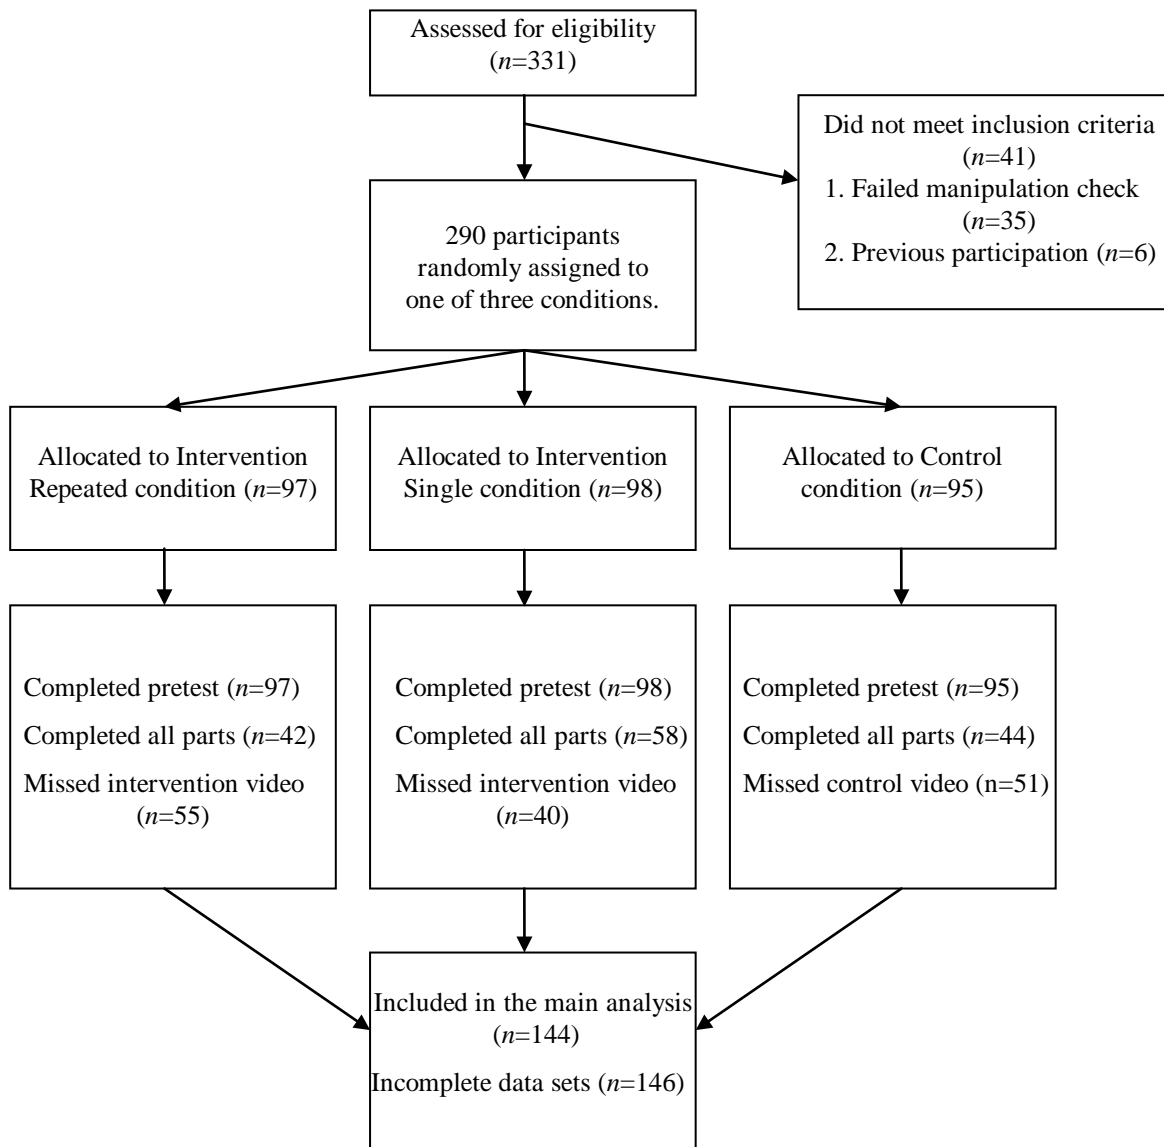 Assessed for eligibility
(n=331)
Did not meet inclusion criteria
(n=41)
1. Failed manipulation check
(n=35)
2. Previous participation (n=6)
290 participants
randomly assigned to
one of three conditions.
Allocated to Intervention
Repeated condition (n=97)
Allocated to Intervention
Single condition (n=98)
Allocated to Control
condition (n=95)
Completed pretest (n=97)
Completed all parts (n=42)
Missed intervention video
(n=55)
Completed pretest (n=98)
Completed all parts (n=58)
Missed intervention video
(n=40)
Completed pretest (n=95)
Completed all parts (n=44)
Missed control video (n=51)
Included in the main analysis
(n=144)
Incomplete data sets (n=146)